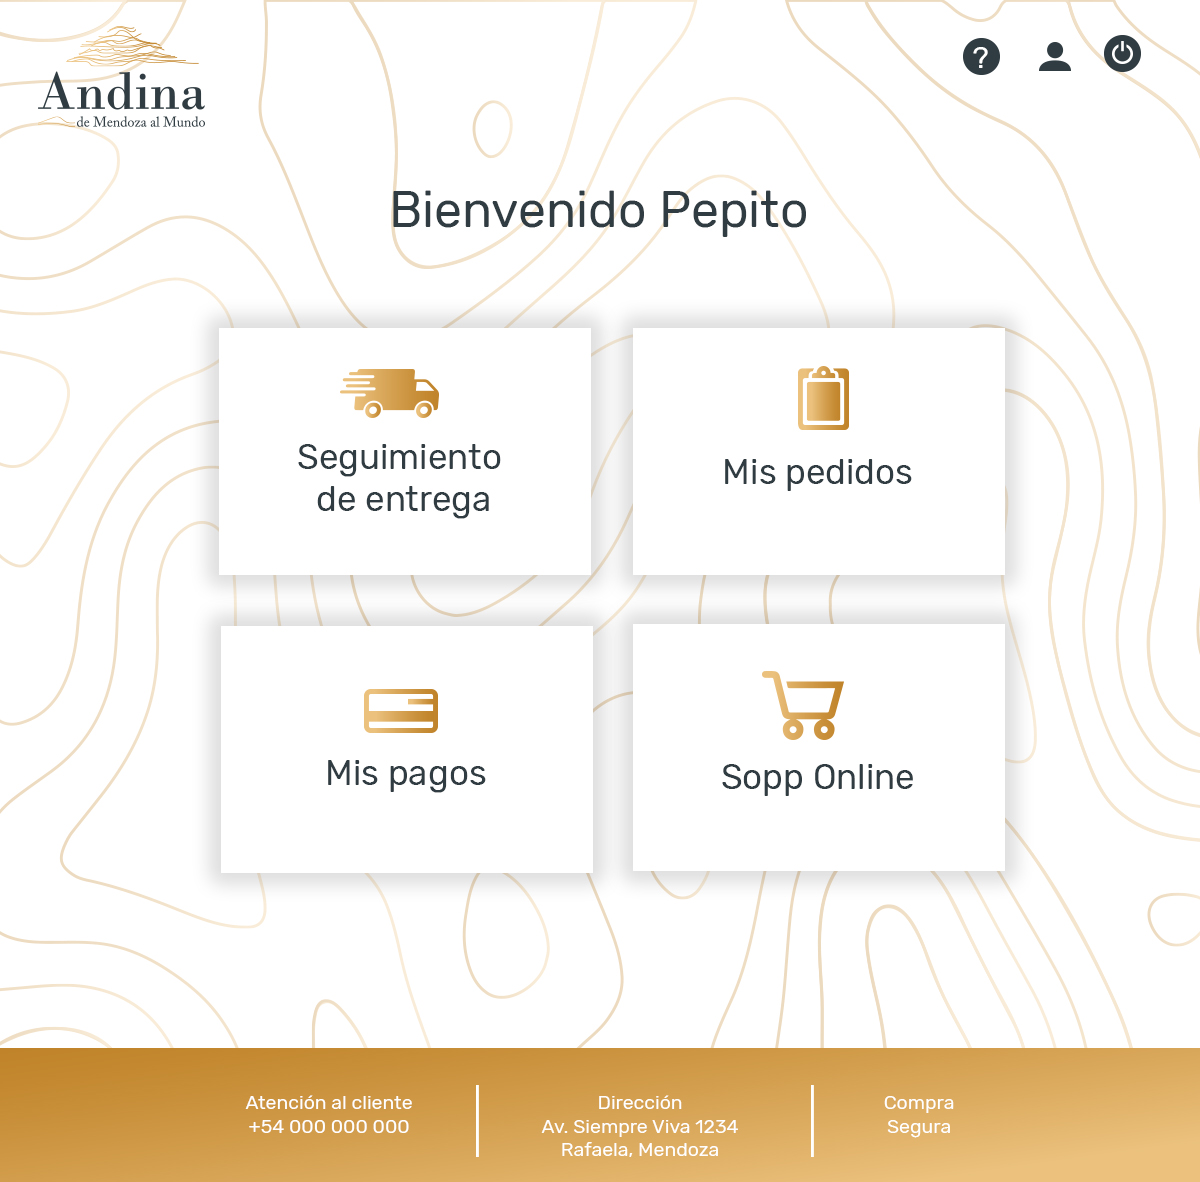 Andina
de Mendoza al Mundo
?
Bienvenido Pepito
Seguimiento
de entrega
Mis pedidos
Mis pagos
Sopp Online
Atención al cliente
+54 000 000 000
Dirección
Av. Siempre Viva 1234
Rafaela, Mendoza
Compra
Segura